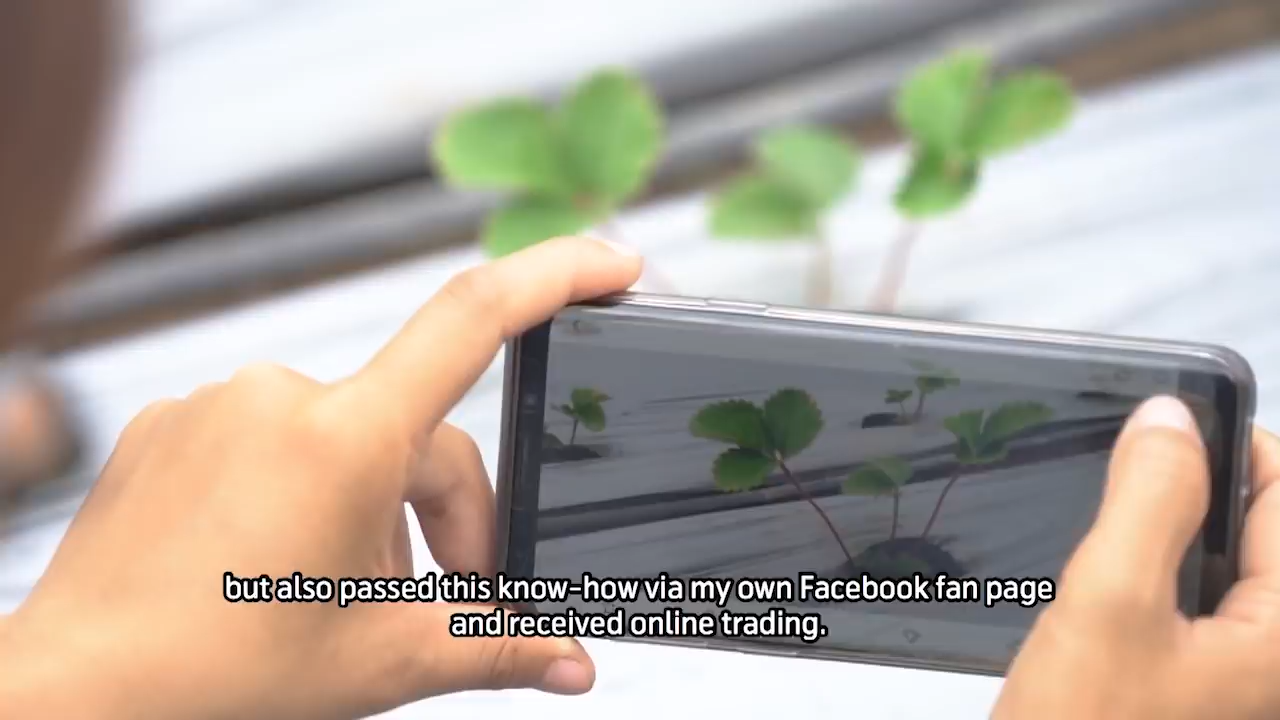 but also passed this know-how via my own Facebook fan page
and received online trading.